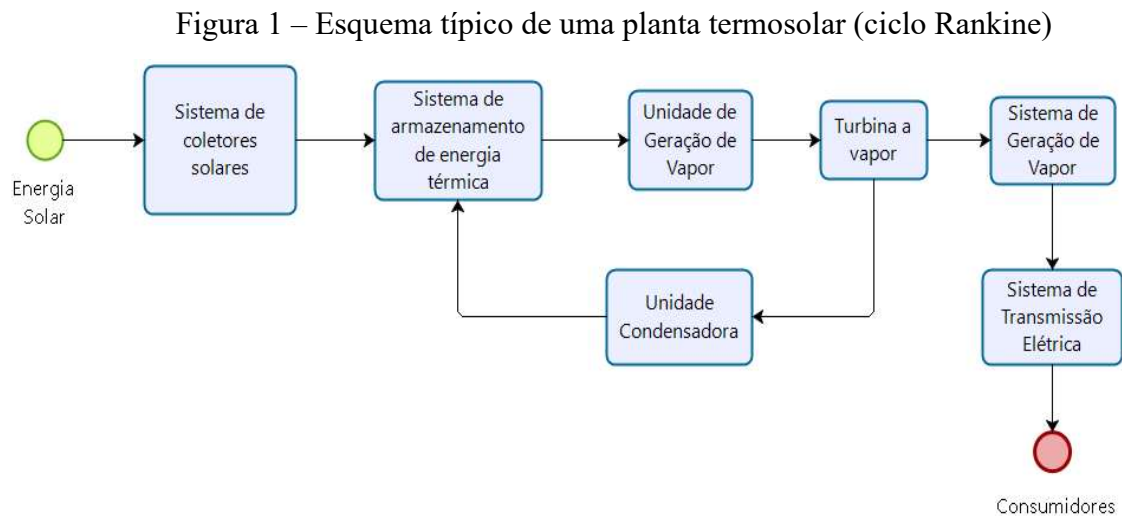 Figura 1 – Esquema típico de uma planta termosolar (ciclo Rankine)
Energia
Solar
Sistema de
coletores
solares
Sistema de
armazenamento
de energia
térmica
Unidade de
Geração de
Vapor
Turbina a
vapor
Sistema de
Geração de
Vapor
Unidade
Condensadora
Sistema de
Transmissão
Elétrica
Consumidores